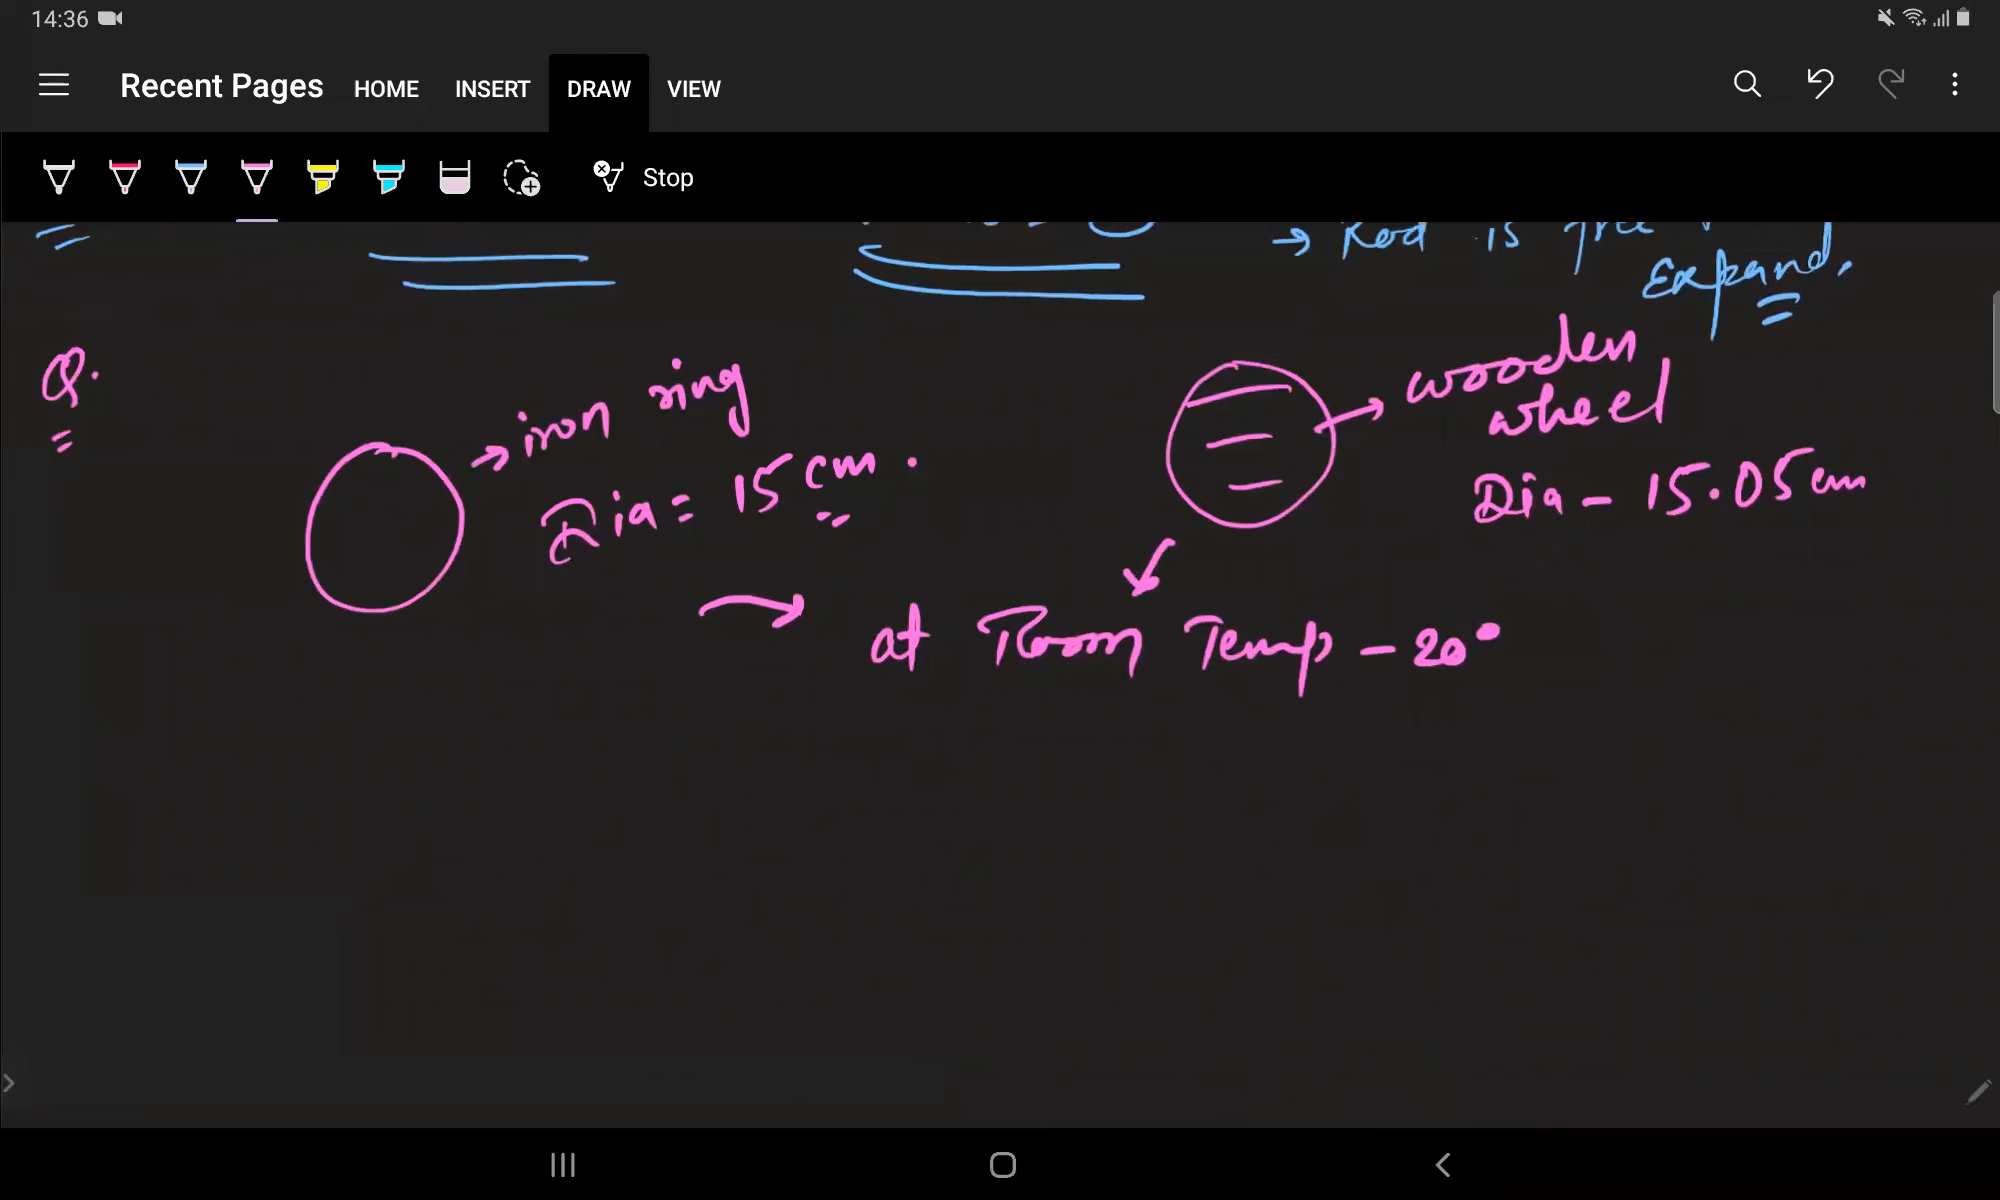 14:36
Recent Pages HOME INSERT DRAW VIEW
Stop
→ Rod is free
Expand.
Q.
→ iron ring
Dia = 15 cm.
→ wooden
wheel
Dia - 15.05 cm
→ at Room Temp - 20°